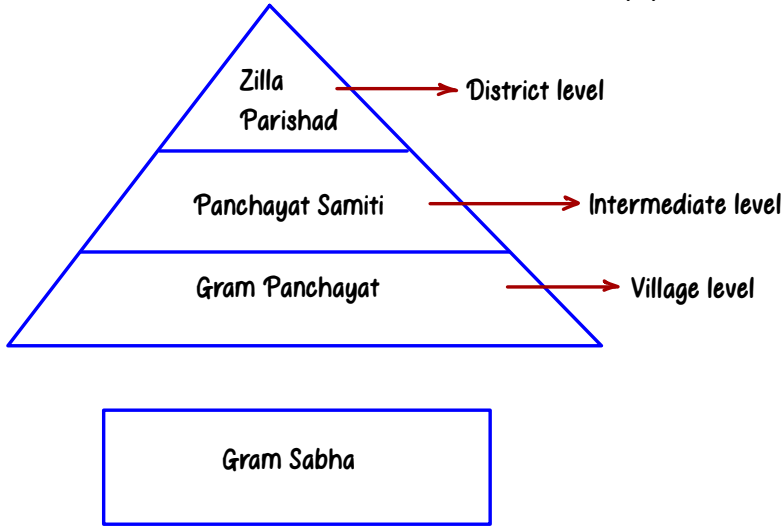 Zilla
Parishad
District level
Panchayat Samiti
Intermediate level
Gram Panchayat
Village level
Gram Sabha